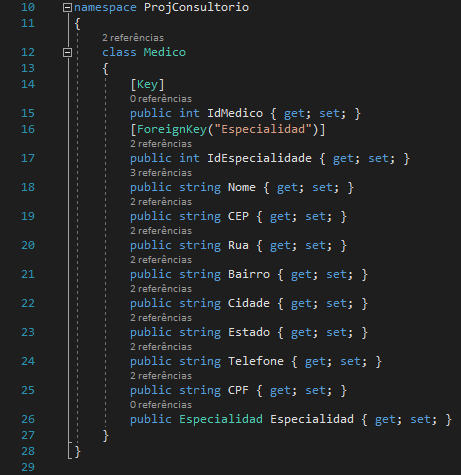 10 namespace ProjConsultorio
11 {
2 referências
12 class Medico
13 {
14 [Key]
0 referências
15 public int IdMedico { get; set; }
16 [ForeignKey("Especialidad")]
2 referências
17 public int IdEspecialidade { get; set; }
3 referências
18 public string Nome { get; set; }
2 referências
19 public string CEP { get; set; }
2 referências
20 public string Rua { get; set; }
2 referências
21 public string Bairro { get; set; }
2 referências
22 public string Cidade { get; set; }
2 referências
23 public string Estado { get; set; }
2 referências
24 public string Telefone { get; set; }
2 referências
25 public string CPF { get; set; }
0 referências
26 public Especialidad Especialidad { get; set; }
27 }
28 }
29